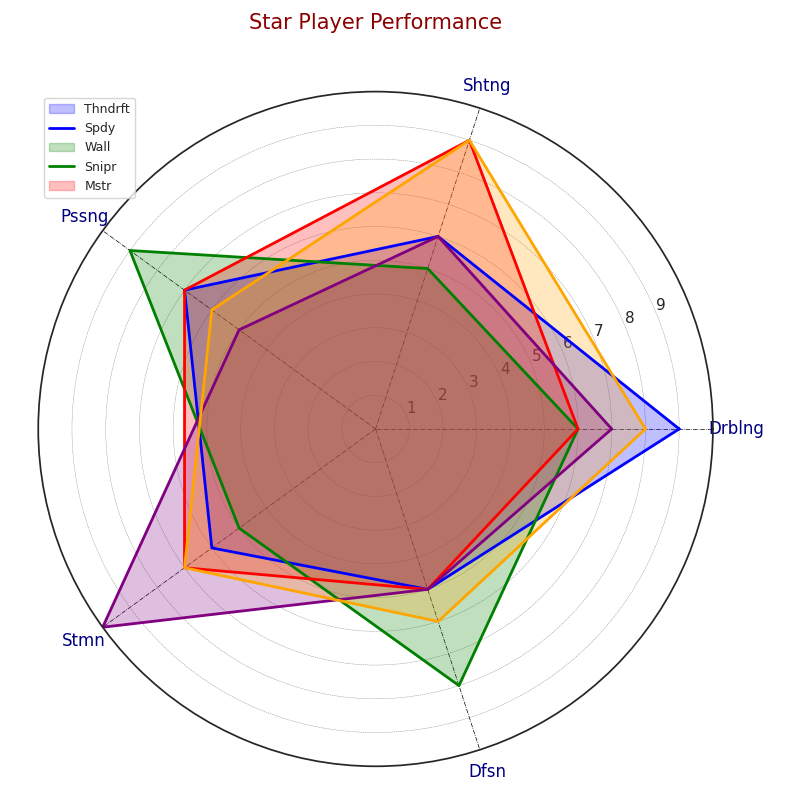 Star Player Performance
Shtng
Thndrft
Spdy
Wall
Snipr
Mstr
Pssng
9
8
7
6
5
4
3
2
1
Drblng
Stmn
Dfsn